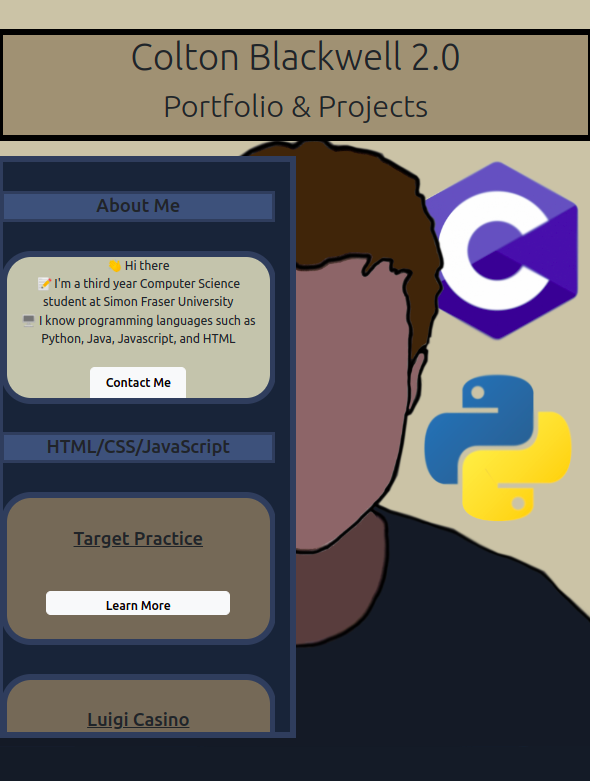 Colton Blackwell 2.0
Portfolio & Projects
About Me
👋 Hi there
📝 I'm a third year Computer Science
student at Simon Fraser University
💻 I know programming languages such as
Python, Java, Javascript, and HTML
Contact Me
HTML/CSS/JavaScript
Target Practice
Learn More
Luigi Casino
C